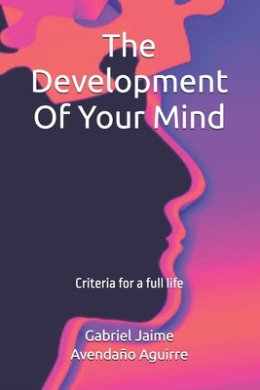 The
Development
Of Your Mind
Criteria for a full life
Gabriel Jaime
Avendaño Aguirre